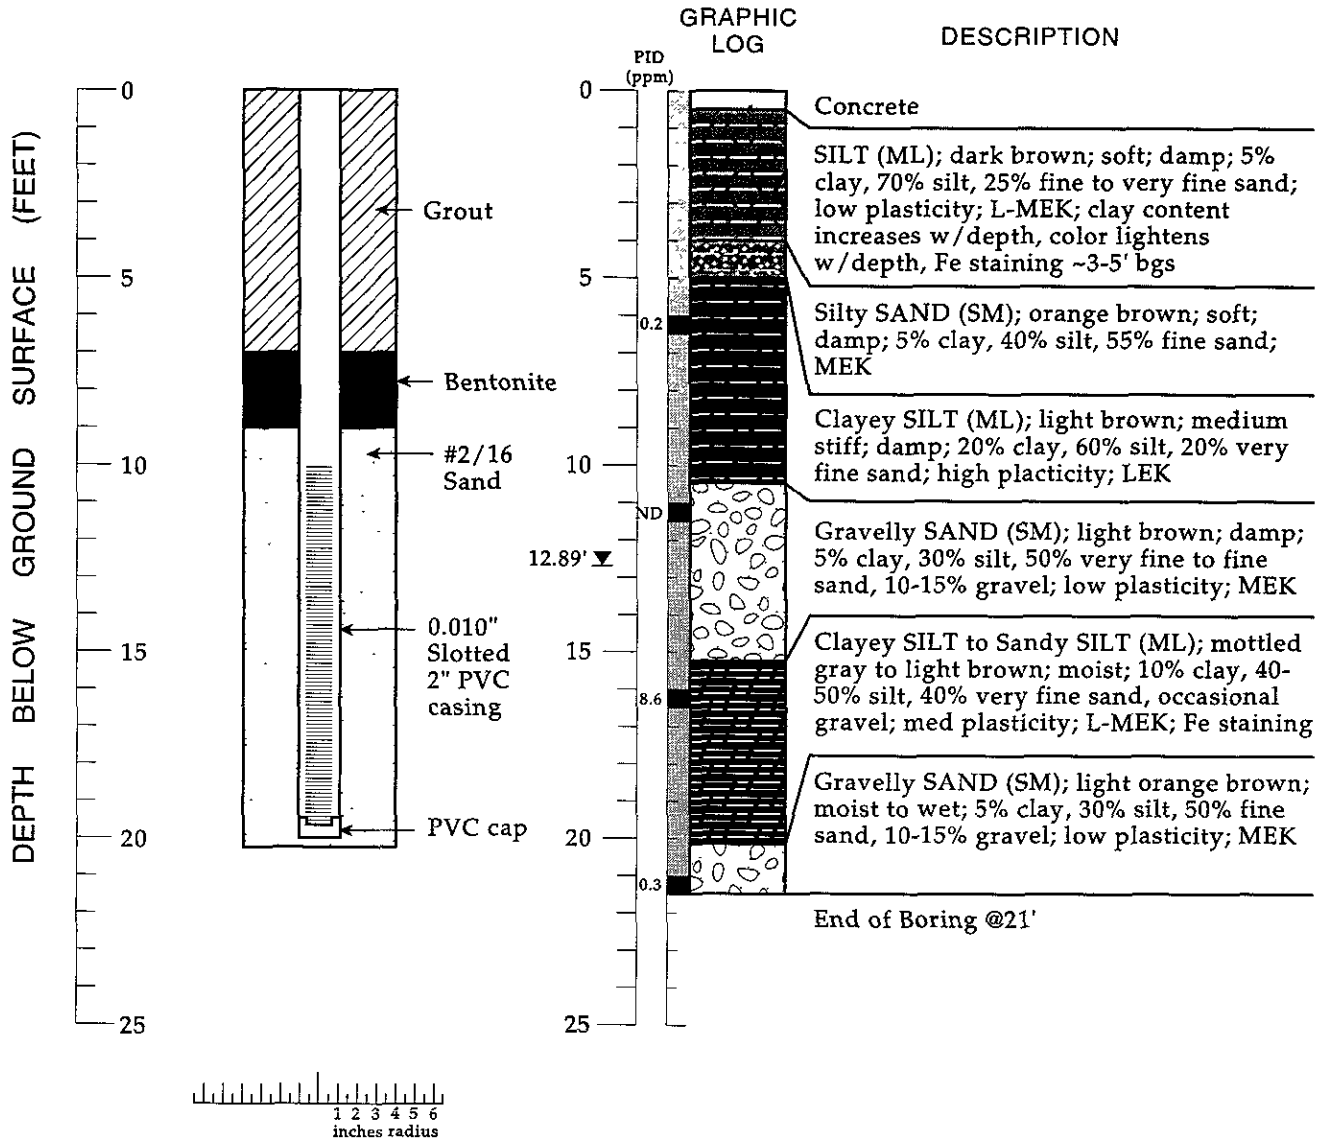 GRAPHIC
LOG
DESCRIPTION
PID
(ppm)
DEPTH BELOW GROUND SURFACE (FEET)
0
5
10
15
20
25
Grout
Bentonite
#2/16
Sand
0.010"
Slotted
2" PVC
casing
PVC cap
1 2 3 4 5 6
inches radius
0
5
10
15
20
25
0.2
ND
12.89'
8.6
0.3
Concrete
SILT (ML); dark brown; soft; damp; 5%
clay, 70% silt, 25% fine to very fine sand;
low plasticity; L-MEK; clay content
increases w/depth, color lightens
w/depth, Fe staining ~3-5' bgs
Silty SAND (SM); orange brown; soft;
damp; 5% clay, 40% silt, 55% fine sand;
MEK
Clayey SILT (ML); light brown; medium
stiff; damp; 20% clay, 60% silt, 20% very
fine sand; high placticity; LEK
Gravelly SAND (SM); light brown; damp;
5% clay, 30% silt, 50% very fine to fine
sand, 10-15% gravel; low plasticity; MEK
Clayey SILT to Sandy SILT (ML); mottled
gray to light brown; moist; 10% clay, 40-
50% silt, 40% very fine sand, occasional
gravel; med plasticity; L-MEK; Fe staining
Gravelly SAND (SM); light orange brown;
moist to wet; 5% clay, 30% silt, 50% fine
sand, 10-15% gravel; low plasticity; MEK
End of Boring @21'